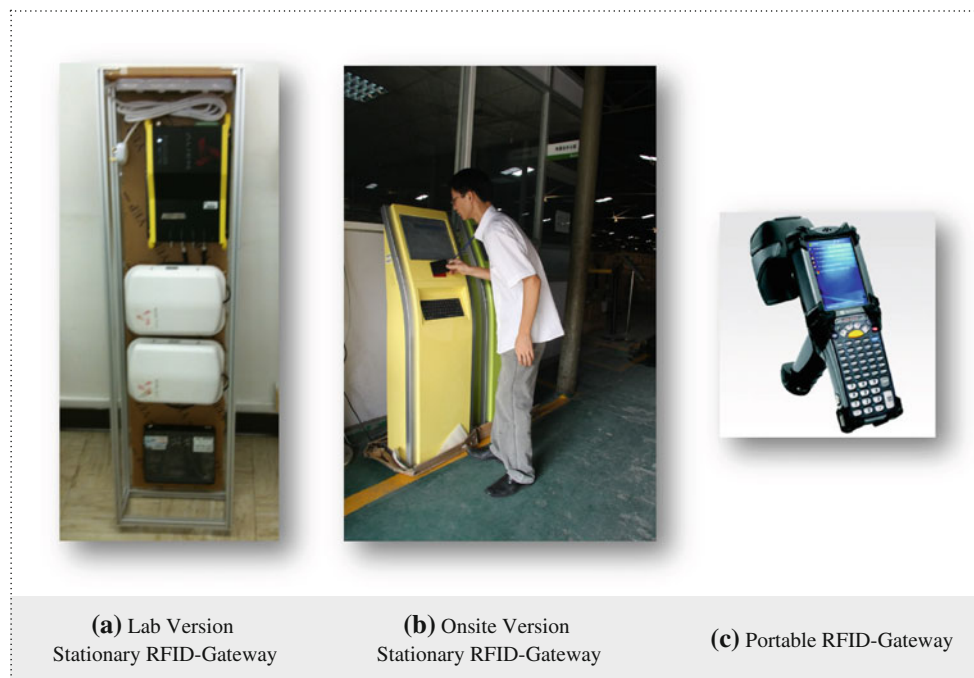 (a) Lab Version
Stationary RFID-Gateway
(b) Onsite Version
Stationary RFID-Gateway
(c) Portable RFID-Gateway